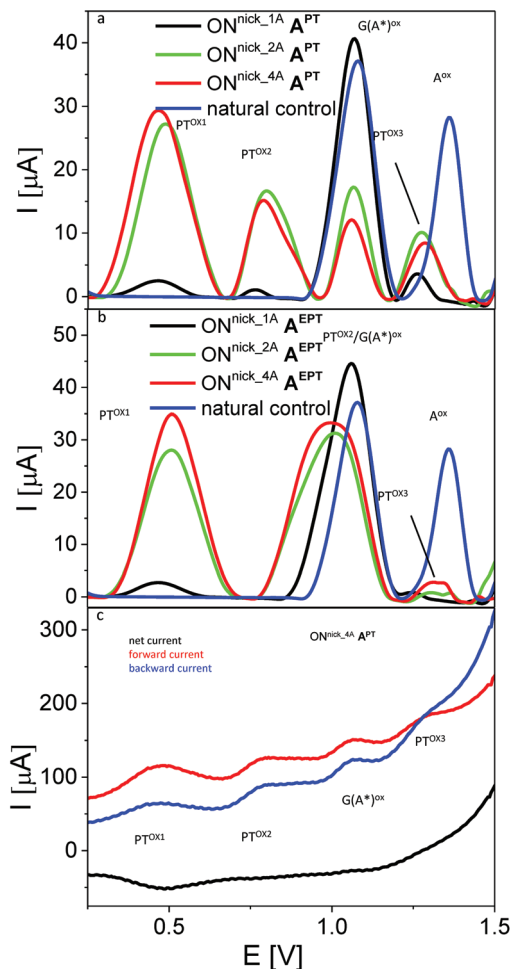 a
ONnick_1A APT
ONnick_2A APT
ONnick_4A APT
natural control
G(A*)ox
Aox
PTOX1
PTOX2
PTOX3
I [µA]
40
30
20
10
0
b
ONnick_1A AEPT
ONnick_2A AEPT
ONnick_4A AEPT
natural control
PTOX2/G(A*)ox
PTOX1
Aox
PTOX3
I [µA]
50
40
30
20
10
0
c
net current
forward current
backward current
ONnick_4A APT
PTOX3
G(A*)ox
PTOX1
PTOX2
I [µA]
300
200
100
0
0.5
1.0
1.5
E [V]